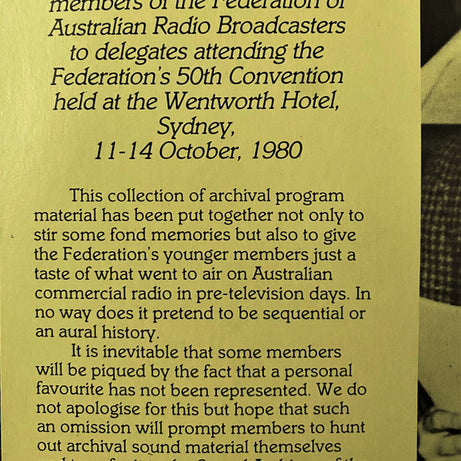 members of the Federation of
Australian Radio Broadcasters
to delegates attending the
Federation's 50th Convention
held at the Wentworth Hotel,
Sydney,
11-14 October, 1980
This collection of archival program
material has been put together not only to
stir some fond memories but also to give
the Federation's younger members just a
taste of what went to air on Australian
commercial radio in pre-television days. In
no way does it pretend to be sequential or
an aural history.
It is inevitable that some members
will be piqued by the fact that a personal
favourite has not been represented. We do
not apologise for this but hope that such
an omission will prompt members to hunt
out archival sound material themselves